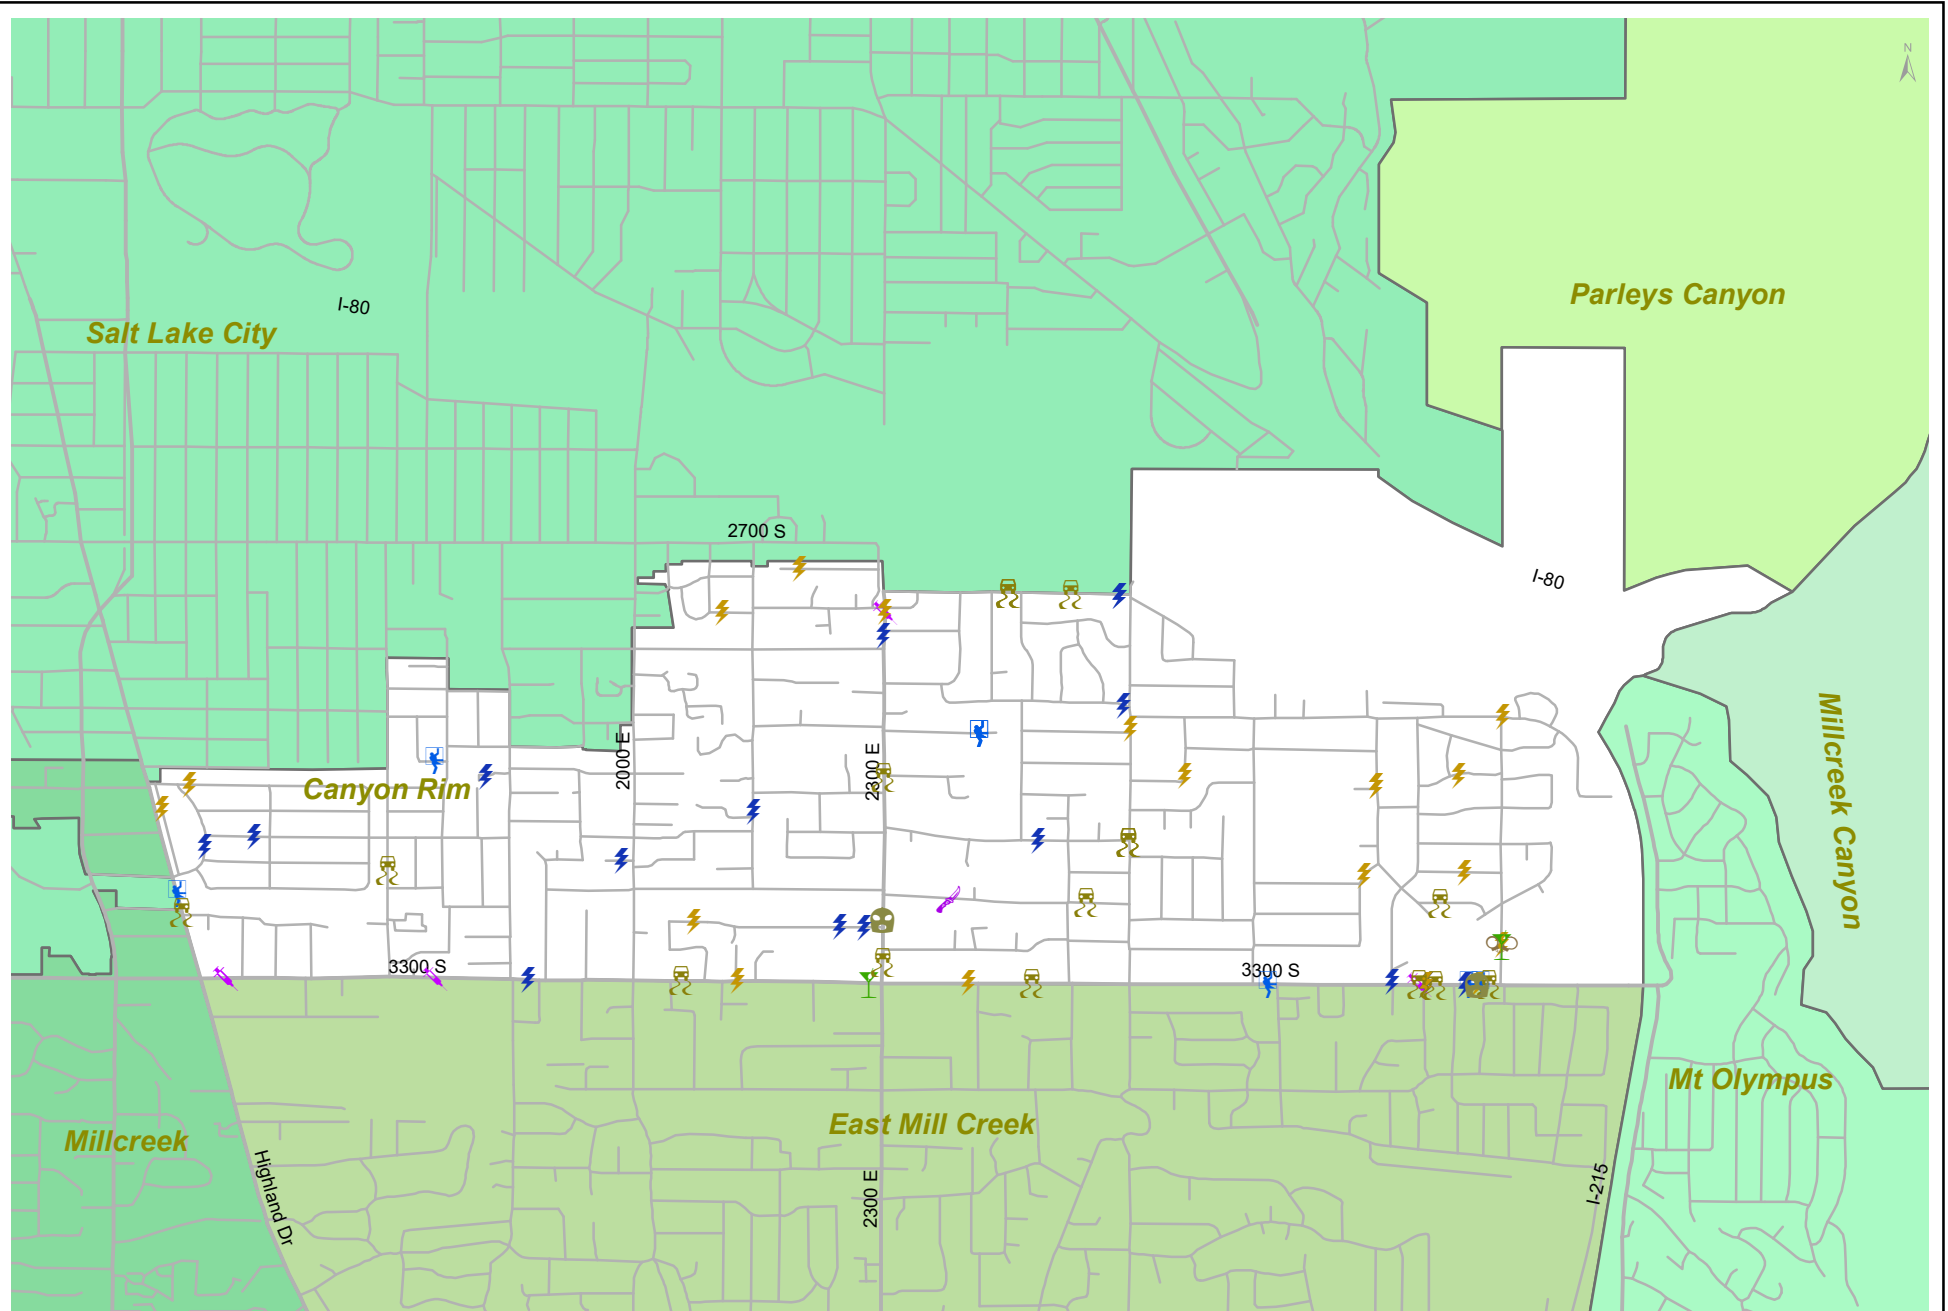 N
Parleys Canyon
I-80
Salt Lake City
2700 S
I-80
Millcreek Canyon
2000 E
2300 E
Canyon Rim
3300 S
3300 S
Mt Olympus
East Mill Creek
Millcreek
Highland Dr
2300 E
I-215